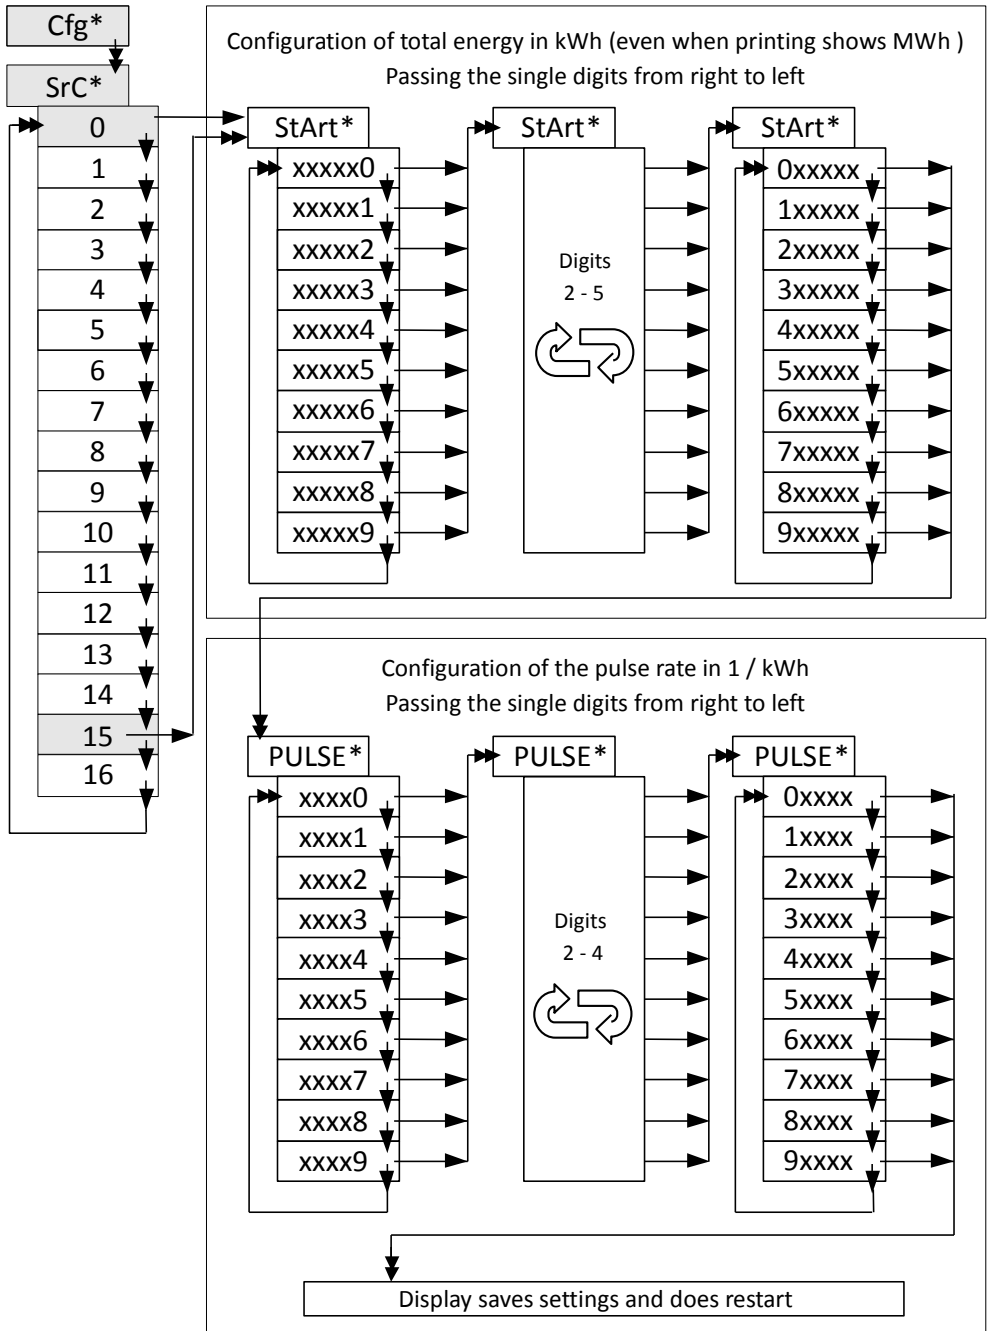 Cfg*
SrC*
0
1
2
3
4
5
6
7
8
9
10
11
12
13
14
15
16
Configuration of total energy in kWh (even when printing shows MWh )
Passing the single digits from right to left
StArt*
xxxxx0
xxxxx1
xxxxx2
xxxxx3
xxxxx4
xxxxx5
xxxxx6
xxxxx7
xxxxx8
xxxxx9
StArt*
Digits
2 - 5
StArt*
0xxxxx
1xxxxx
2xxxxx
3xxxxx
4xxxxx
5xxxxx
6xxxxx
7xxxxx
8xxxxx
9xxxxx
Configuration of the pulse rate in 1 / kWh
Passing the single digits from right to left
PULSE*
xxxx0
xxxx1
xxxx2
xxxx3
xxxx4
xxxx5
xxxx6
xxxx7
xxxx8
xxxx9
PULSE*
Digits
2 - 4
PULSE*
0xxxx
1xxxx
2xxxx
3xxxx
4xxxx
5xxxx
6xxxx
7xxxx
8xxxx
9xxxx
Display saves settings and does restart